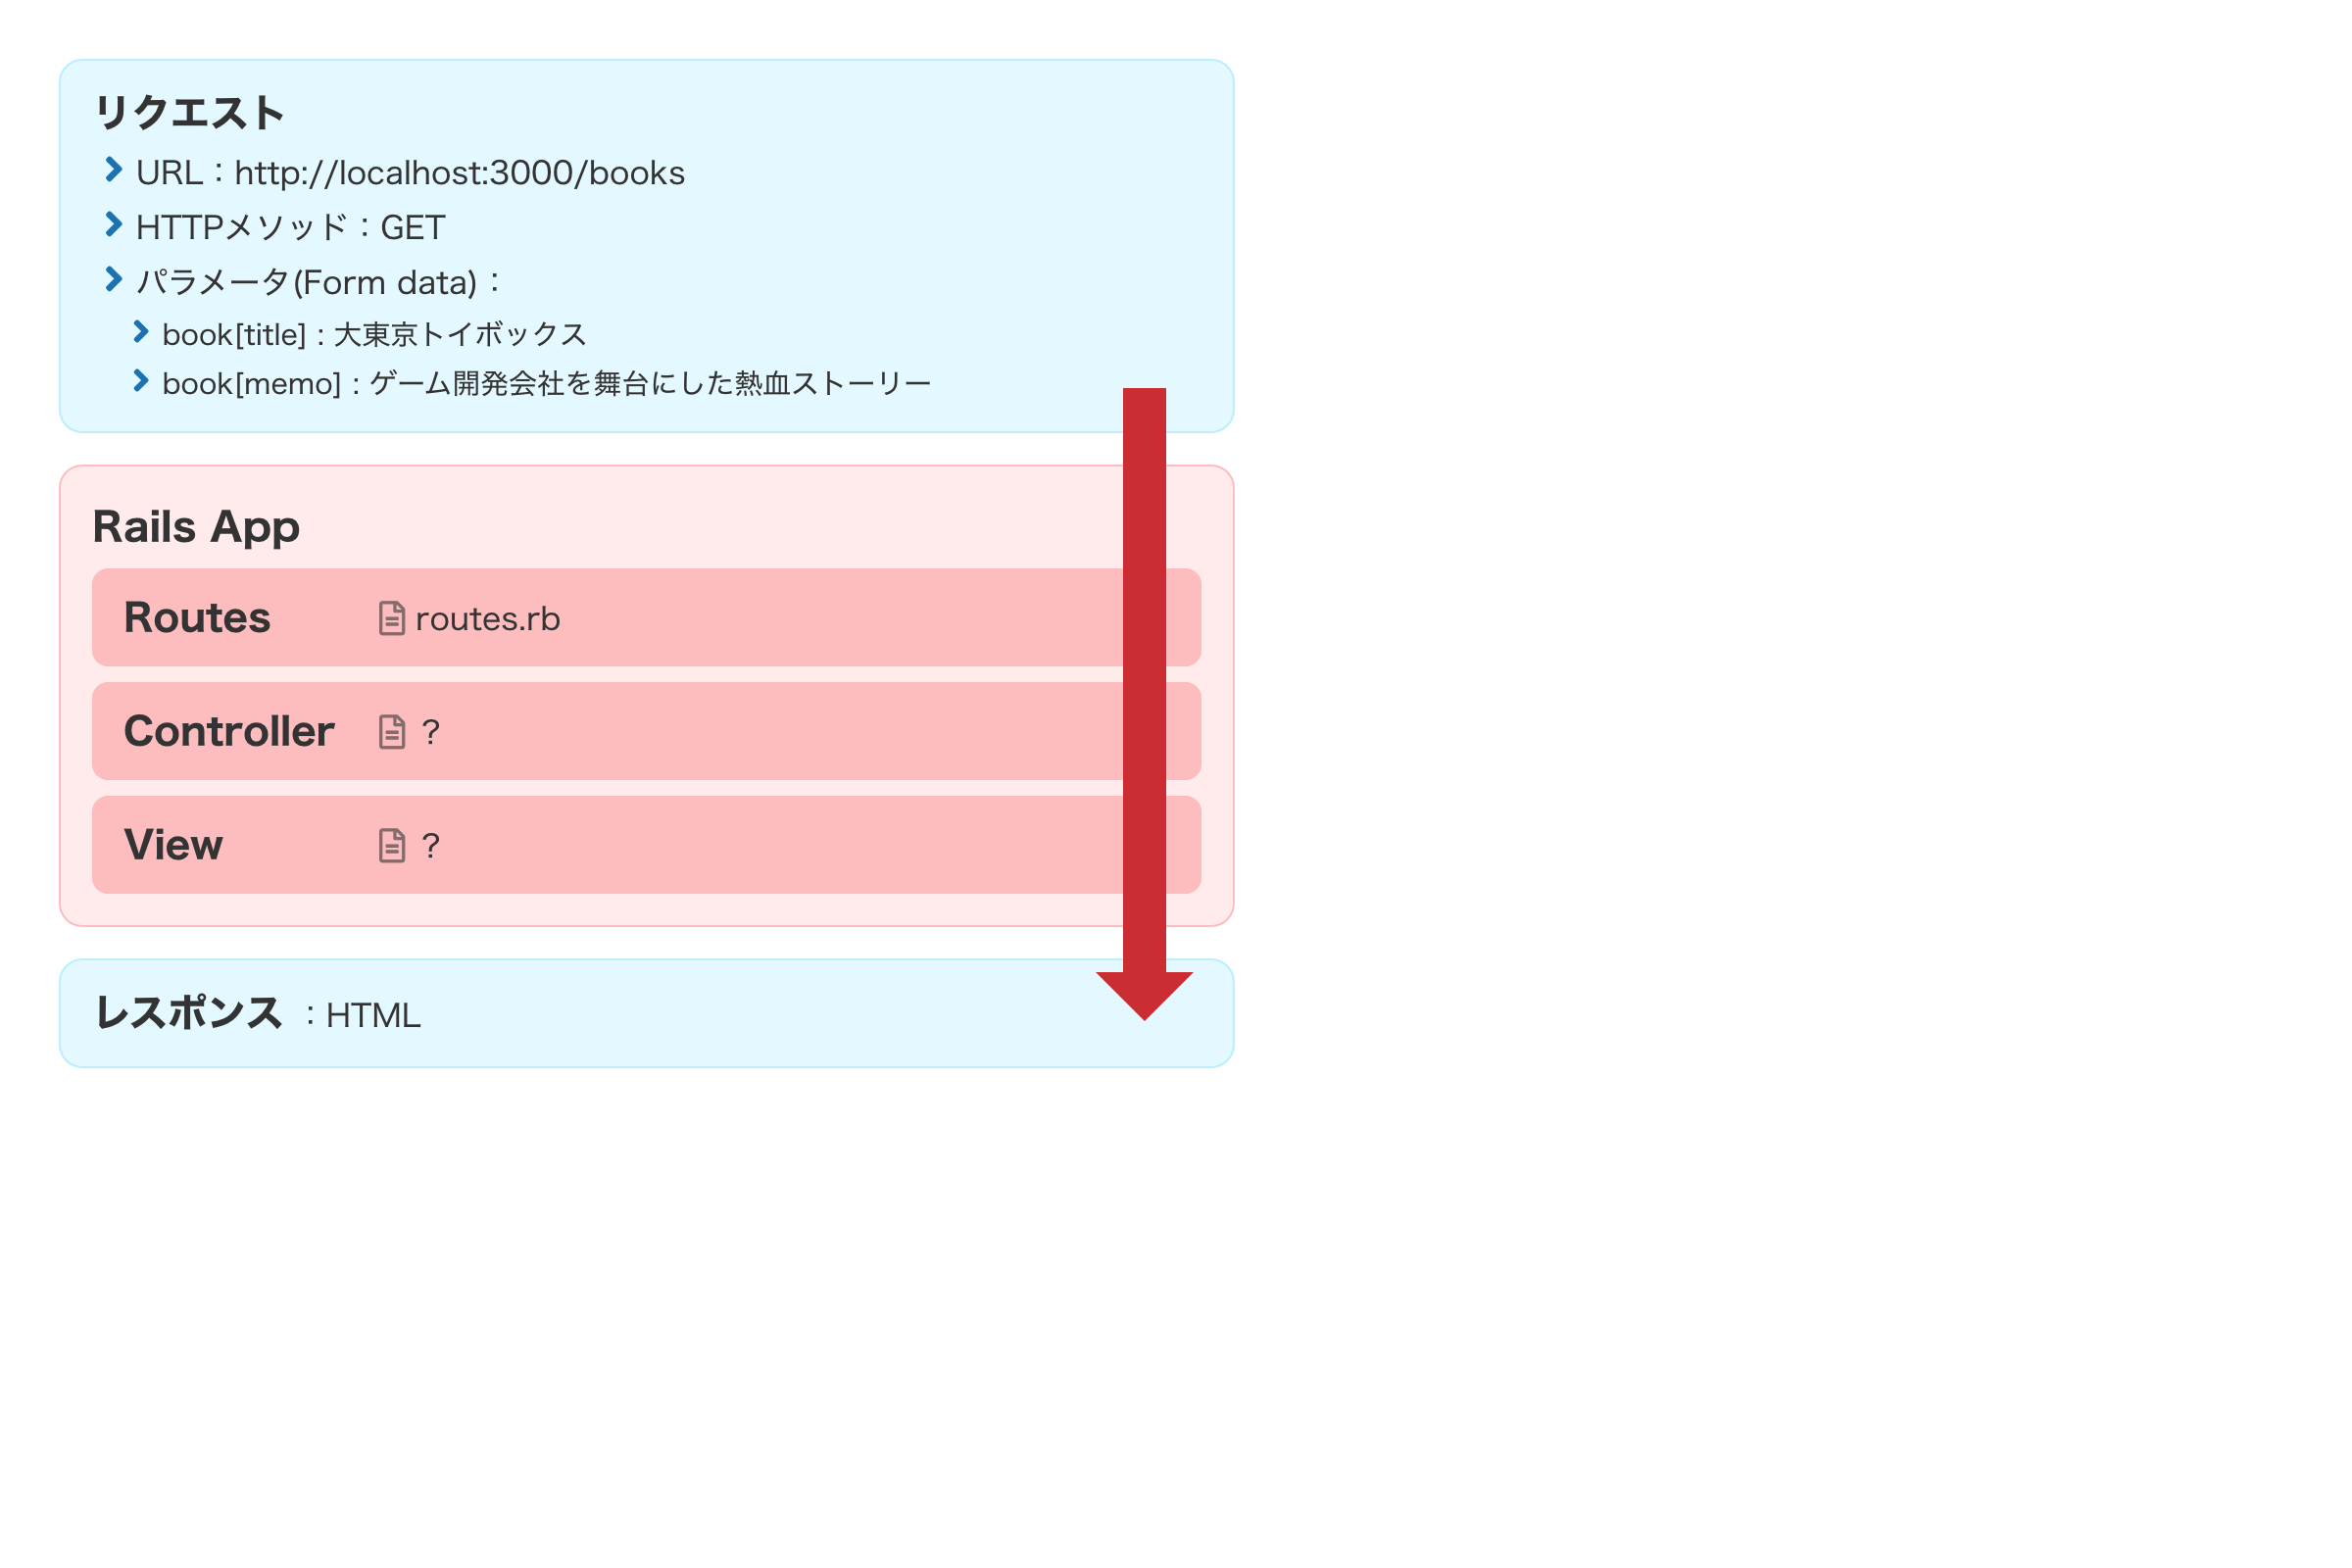 リクエスト
URL：http://localhost:3000/books
HTTPメソッド：GET
パラメータ(Form data)：
book[title] : 大東京トイボックス
book[memo] : ゲーム開発会社を舞台にした熱血ストーリー
Rails App
Routes routes.rb
Controller ？
View ？
レスポンス ：HTML